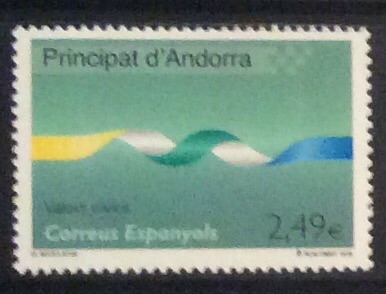 Principat d'Andorra
Valors cívics
Correus Espanyols
2,49€